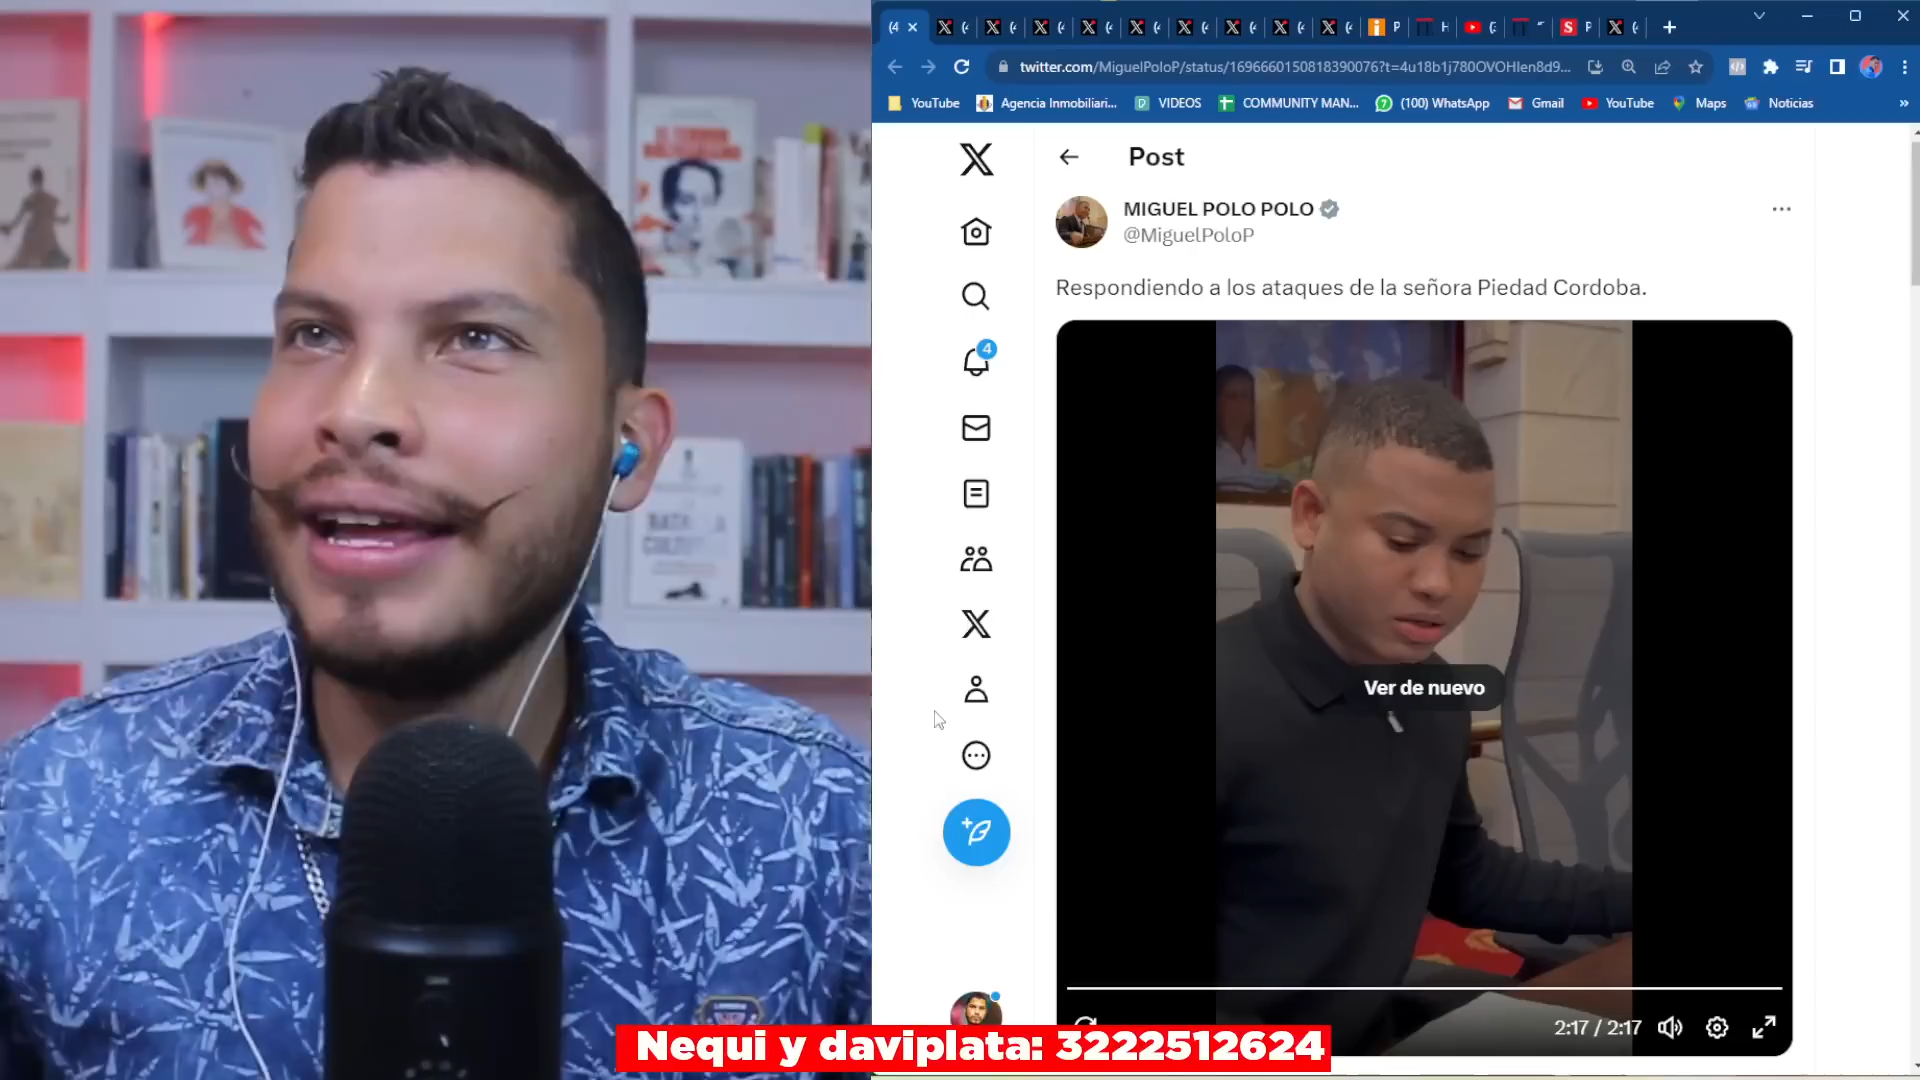 (4
P
H
P
twitter.com/MiguelPoloP/status/1696660150818390076?t=4u18b1j780OVOHIen8d9...
YouTube
Agencia Inmobiliari...
VIDEOS
COMMUNITY MAN...
(100) WhatsApp
Gmail
YouTube
Maps
Noticias
»
Post
MIGUEL POLO POLO
@MiguelPoloP
Respondiendo a los ataques de la señora Piedad Cordoba.
4
Ver de nuevo
2:17 / 2:17
Nequi y daviplata: 3222512624